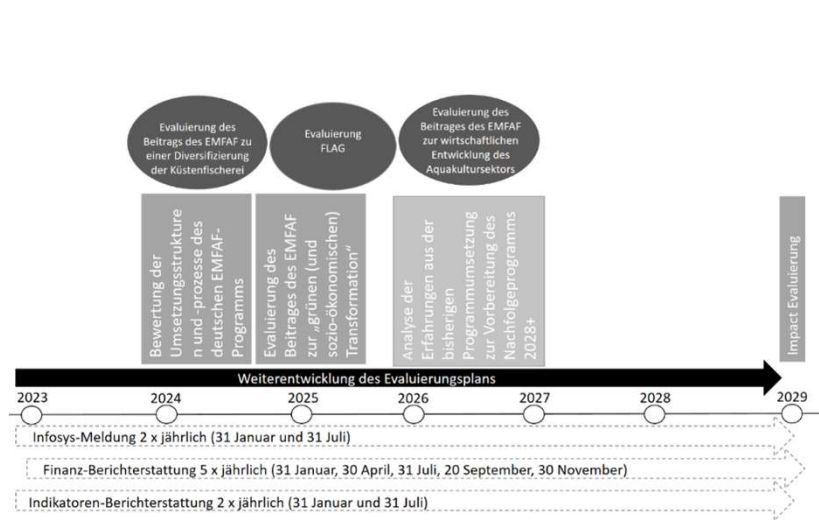 Evaluierung des
Beitrags des EMFAF zu
einer Diversifizierung
der Küstenfischerei
Evaluierung
FLAG
Evaluierung des
Beitrages des EMFAF
zur wirtschaftlichen
Entwicklung des
Aquakultursektors
Bewertung der
Umsetzungsstrukture
n und -prozesse des
deutschen EMFAF-
Programms
Evaluierung des
Beitrages des EMFAF
zur „grünen (und
sozio-ökonomischen)
Transformation“
Analyse der
Erfahrungen aus der
bisherigen
Programmumsetzung
zur Vorbereitung des
Nachfolgeprogramms
2028+
Impact Evaluierung
Weiterentwicklung des Evaluierungsplans
2023 2024 2025 2026 2027 2028 2029
Infosys-Meldung 2 x jährlich (31 Januar und 31 Juli)
Finanz-Berichterstattung 5 x jährlich (31 Januar, 30 April, 31 Juli, 20 September, 30 November)
Indikatoren-Berichterstattung 2 x jährlich (31 Januar und 31 Juli)